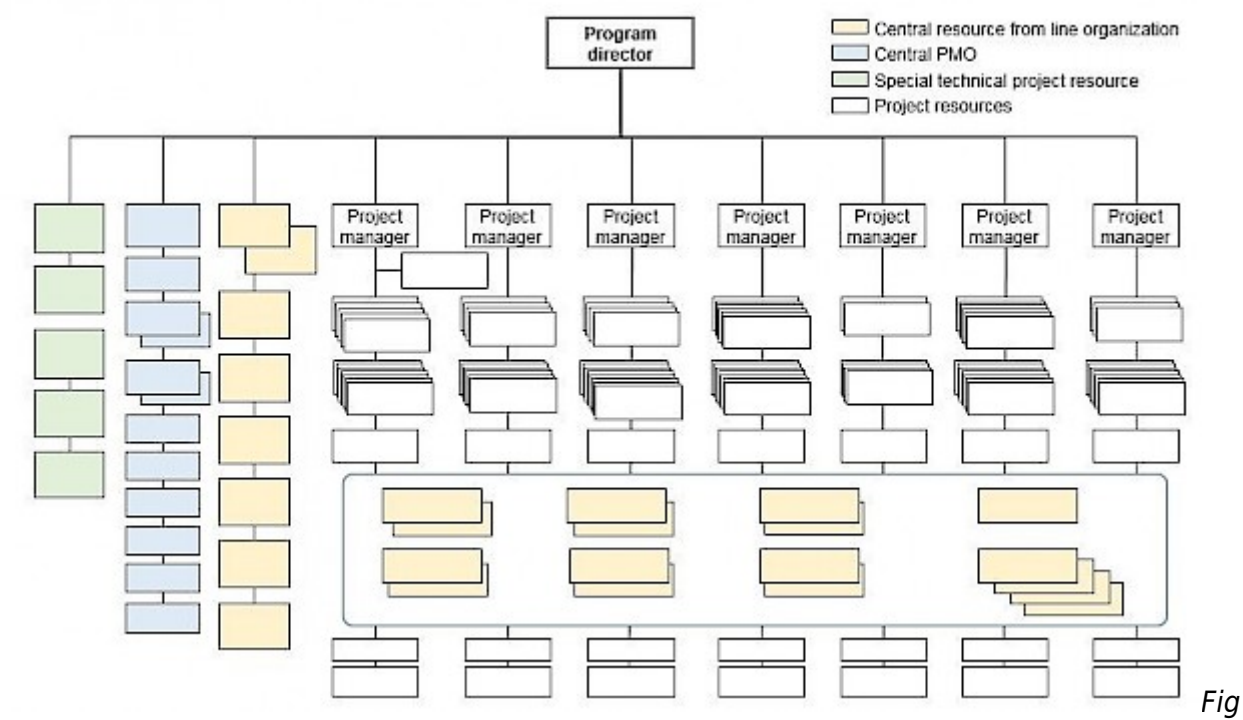 Program
director
Central resource from line organization
Central PMO
Special technical project resource
Project resources
Project
manager
Project
manager
Project
manager
Project
manager
Project
manager
Project
manager
Project
manager
Fig